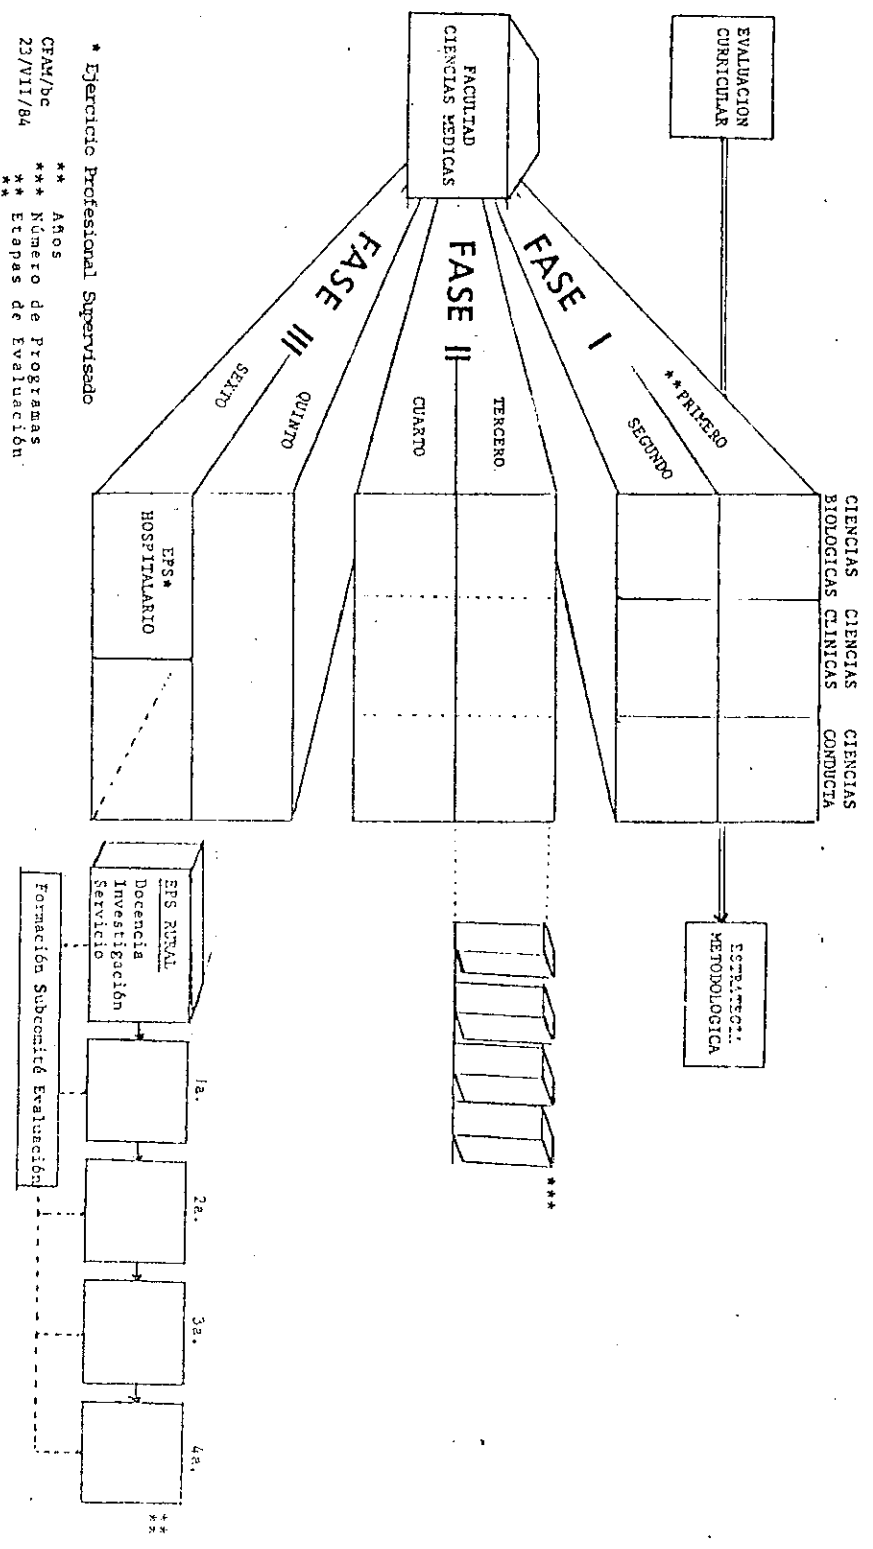 EVALUACION
CURRICULAR
FACULTAD
CIENCIAS MEDICAS
FASE I
FASE II
FASE III
**PRIMERO
SEGUNDO
TERCERO
CUARTO
QUINTO
SEXTO
CIENCIAS
BIOLOGICAS
CIENCIAS
CLINICAS
CIENCIAS
CONDUCTA
EPS*
HOSPITALARIO
METODOLOGICA
***
EPS RURAL
Docencia
Investigación
Servicio
1a.
2a.
3a.
4a.
**
**
Formación Subcomité Evaluación
* Ejercicio Profesional Supervisado
** Años
*** Número de Programas
** Etapas de Evaluación
**
CFAM/bc
23/VII/84